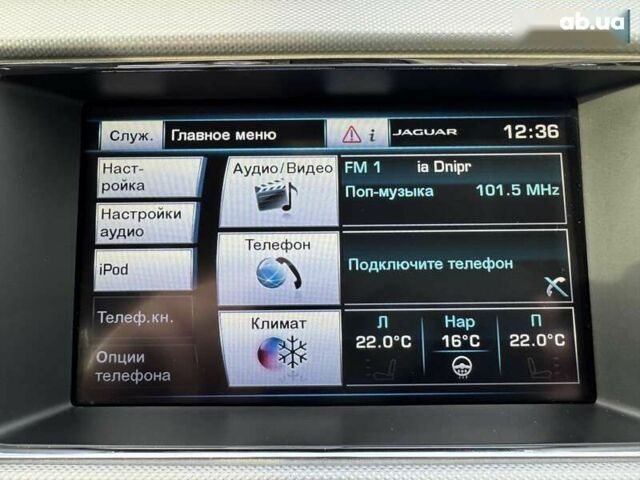 ab.ua
Служ.
Главное меню
i
JAGUAR
12:36
Наст-
ройка
Настройки
аудио
iPod
Телеф.кн.
Опции
телефона
Аудио/Видео
Телефон
Климат
FM 1 ia Dnipr
Поп-музыка 101.5 MHz
Подключите телефон
Л Нар П
22.0°C 16°C 22.0°C